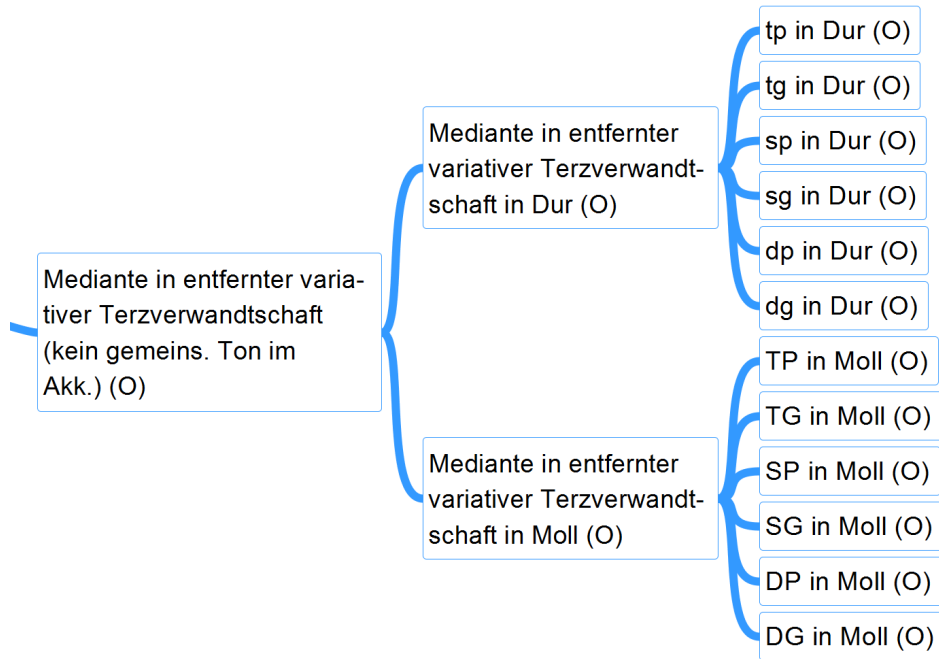 Mediante in entfernter varia-
tiver Terzverwandtschaft
(kein gemeins. Ton im
Akk.) (O)
Mediante in entfernter
variativer Terzverwandt-
schaft in Dur (O)
tp in Dur (O)
tg in Dur (O)
sp in Dur (O)
sg in Dur (O)
dp in Dur (O)
dg in Dur (O)
Mediante in entfernter
variativer Terzverwandt-
schaft in Moll (O)
TP in Moll (O)
TG in Moll (O)
SP in Moll (O)
SG in Moll (O)
DP in Moll (O)
DG in Moll (O)